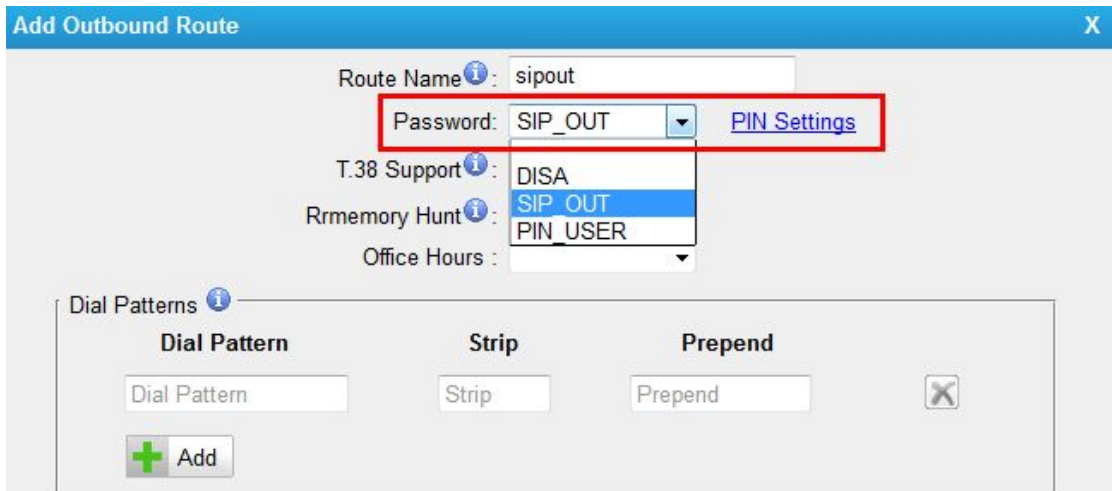 Add Outbound Route X
Route Name i : sipout
Password: SIP_OUT PIN Settings
T.38 Support i : DISA
SIP_OUT
Rrmemory Hunt i :
PIN_USER
Office Hours :
Dial Patterns i
Dial Pattern Strip Prepend
Dial Pattern Strip Prepend X
Add